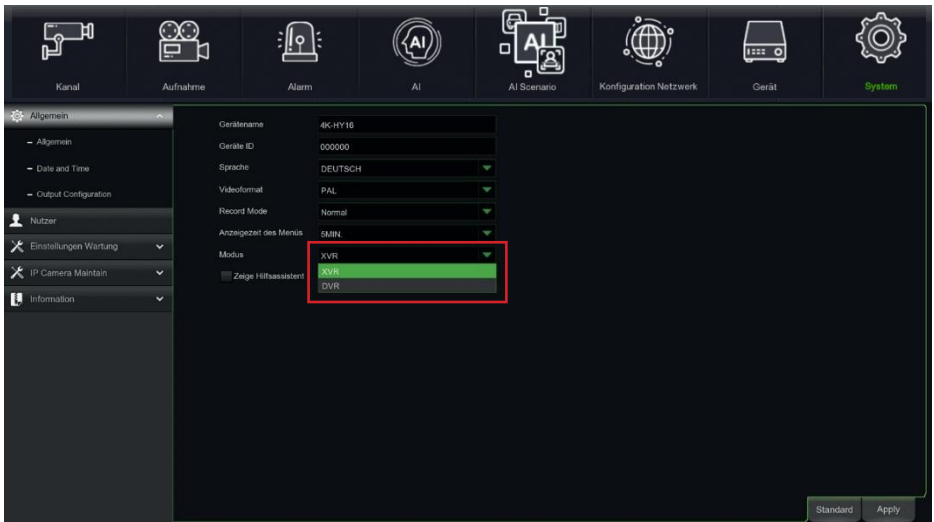 Kanal
Aufnahme
Alarm
AI
AI
AI
AI Scenario
Konfiguration Netzwerk
Gerät
System
Allgemein
– Allgemein
– Date and Time
– Output Configuration
Nutzer
Einstellungen Wartung
IP Camera Maintain
Information
Gerätename 4K-HY16
Geräte ID 000000
Sprache DEUTSCH
Videoformat PAL
Record Mode Normal
Anzeigezeit des Menüs 5MIN.
Modus XVR
Zeige Hilfsassistent XVR
DVR
Standard Apply